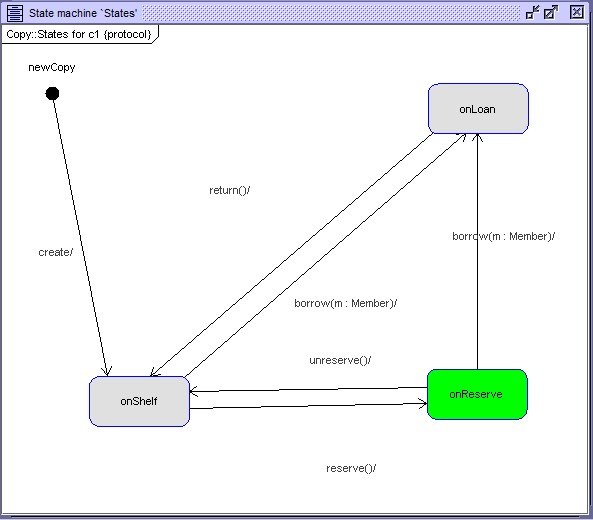 State machine `States'
Copy::States for c1 {protocol}
newCopy
onLoan
return()/
borrow(m : Member)/
create/
borrow(m : Member)/
unreserve()/
onShelf
onReserve
reserve()/